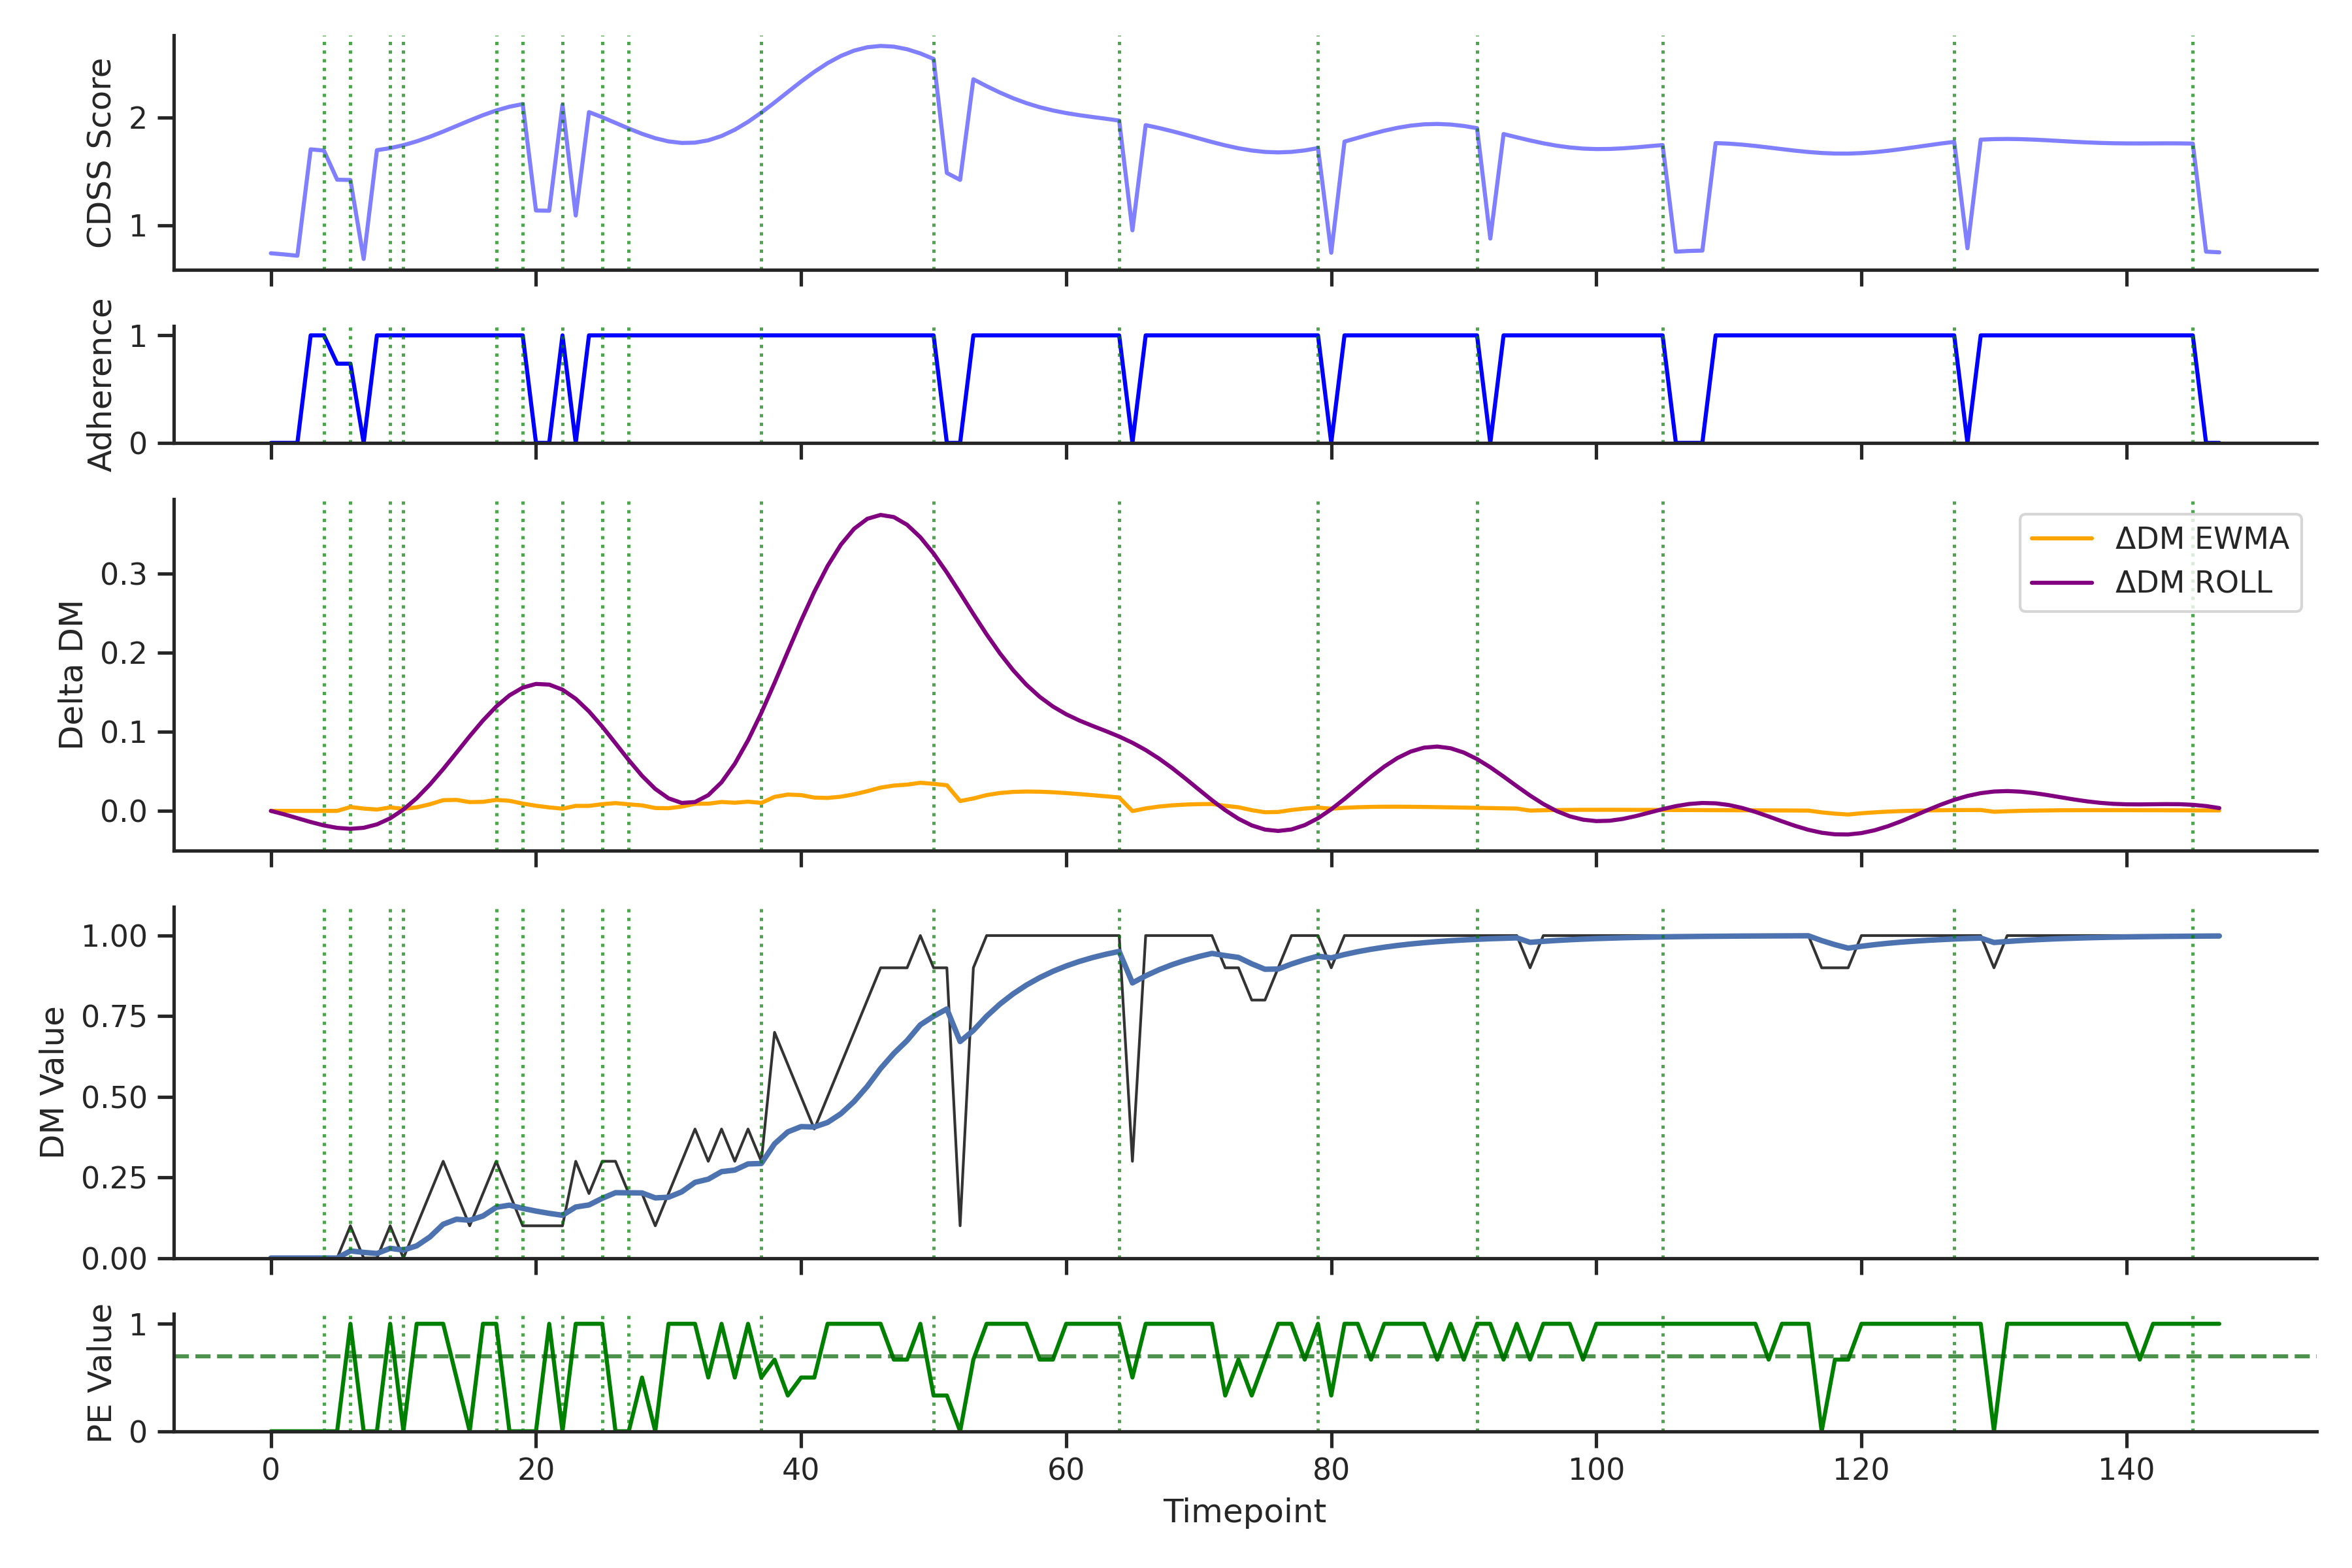 CDSS Score
2
1
Adherence
1
0
Delta DM
0.3
0.2
0.1
0.0
ΔDM EWMA
ΔDM ROLL
DM Value
1.00
0.75
0.50
0.25
0.00
PE Value
1
0
0 20 40 60 80 100 120 140
Timepoint